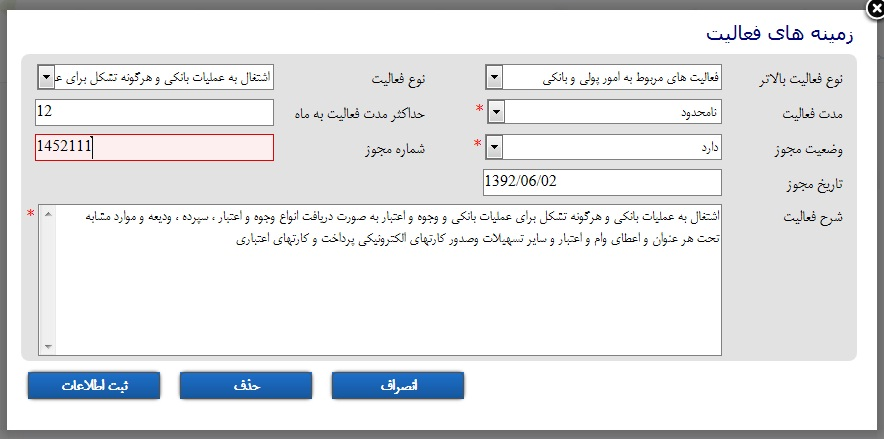 زمینه های فعالیت
نوع فعالیت بالاتر
فعالیت های مربوط به امور پولی و بانکی
نوع فعالیت
اشتغال به عملیات بانکی و هرگونه تشکل برای عـ
مدت فعالیت
نامحدود
*
حداکثر مدت فعالیت به ماه
12
وضعیت مجوز
دارد
*
شماره مجوز
1452111
تاریخ مجوز
1392/06/02
شرح فعالیت
اشتغال به عملیات بانکی و هرگونه تشکل برای عملیات بانکی و وجوه و اعتبار به صورت دریافت انواع وجوه و اعتبار ، سپرده ، ودیعه و موارد مشابه
تحت هر عنوان و اعطای وام و اعتبار و سایر تسهیلات وصدور کارتهای الکترونیکی پرداخت و کارتهای اعتباری
*
انصراف
حذف
ثبت اطلاعات